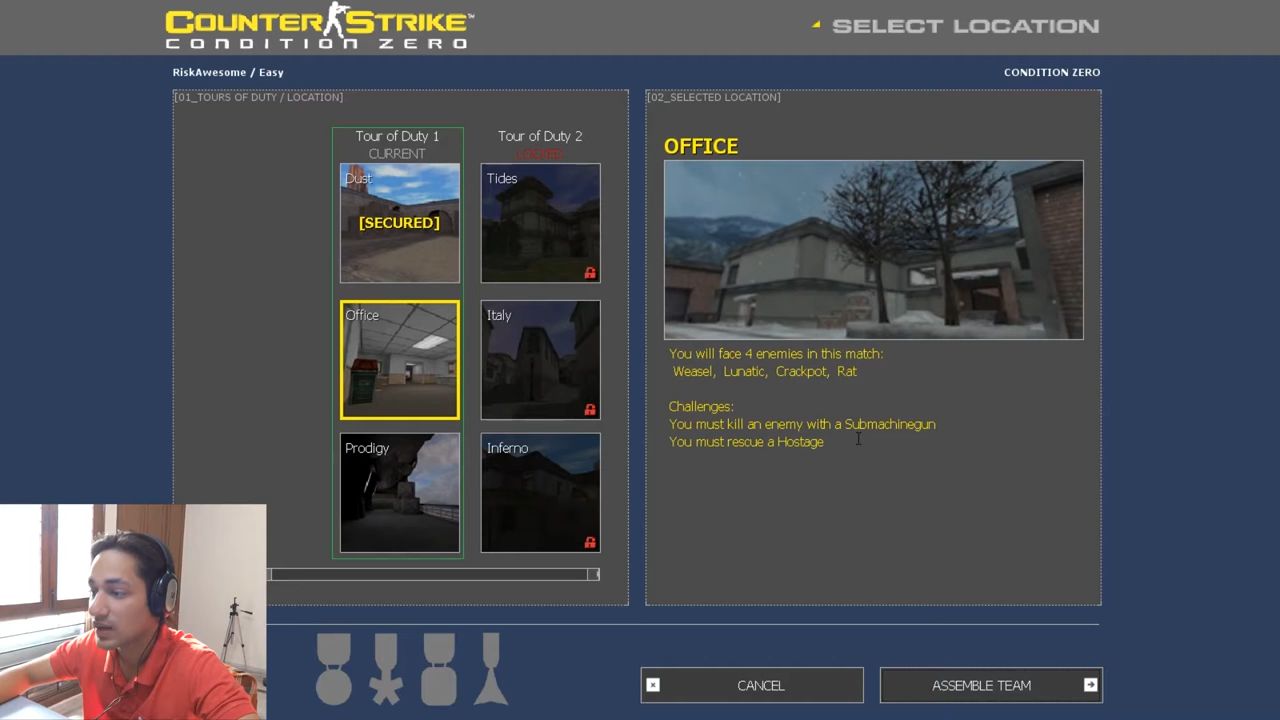 COUNTER STRIKE™
CONDITION ZERO
SELECT LOCATION
RiskAwesome / Easy
CONDITION ZERO
[01_TOURS OF DUTY / LOCATION]
Tour of Duty 1
CURRENT
Dust
[SECURED]
Office
Prodigy
Tour of Duty 2
LOCKED
Tides
Italy
Inferno
[02_SELECTED LOCATION]
OFFICE
You will face 4 enemies in this match:
Weasel, Lunatic, Crackpot, Rat
Challenges:
You must kill an enemy with a Submachinegun
You must rescue a Hostage
CANCEL
ASSEMBLE TEAM